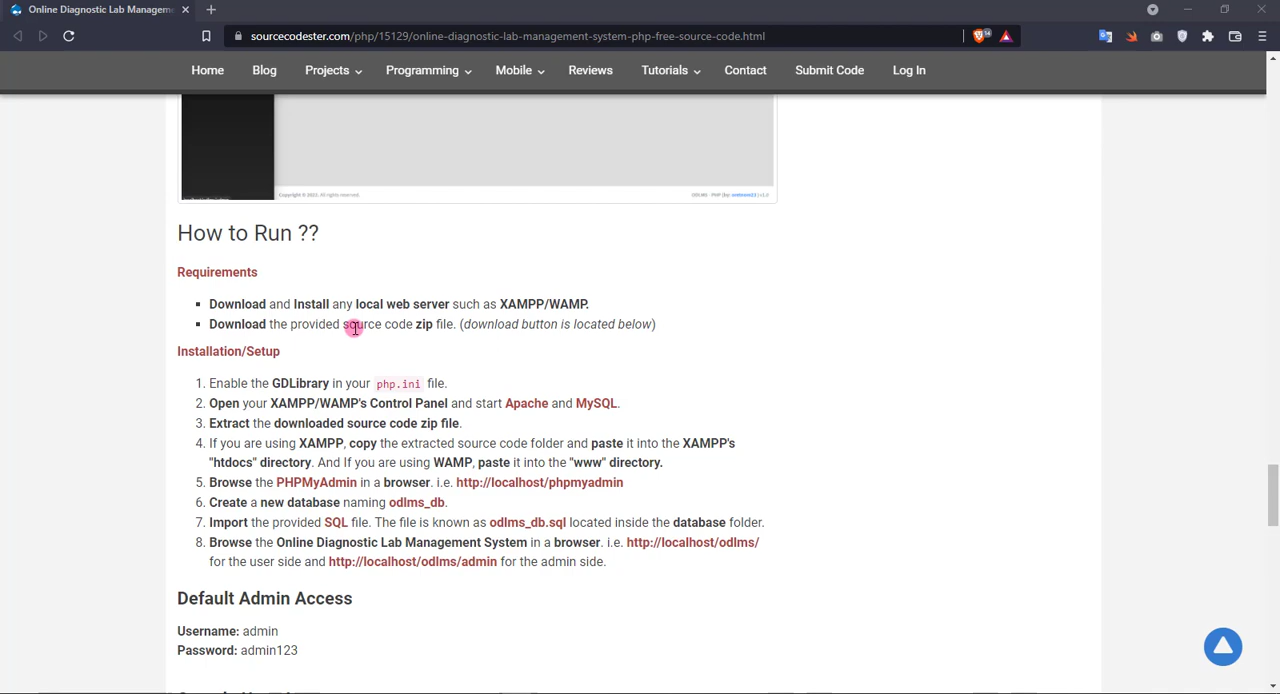 Online Diagnostic Lab Managem
sourcecodester.com/php/15129/online-diagnostic-lab-management-system-php-free-source-code.html
14
Home Blog Projects Programming Mobile Reviews Tutorials Contact Submit Code Log In
Copyright © 2022. All rights reserved.
How to Run ??
Requirements
Download and Install any local web server such as XAMPP/WAMP.
Download the provided source code zip file. (download button is located below)
Installation/Setup
1. Enable the GDLibrary in your php.ini file.
2. Open your XAMPP/WAMP's Control Panel and start Apache and MySQL.
3. Extract the downloaded source code zip file.
4. If you are using XAMPP, copy the extracted source code folder and paste it into the XAMPP's
"htdocs" directory. And If you are using WAMP, paste it into the "www" directory.
5. Browse the PHPMyAdmin in a browser. i.e. http://localhost/phpmyadmin
6. Create a new database naming odlms_db.
7. Import the provided SQL file. The file is known as odlms_db.sql located inside the database folder.
8. Browse the Online Diagnostic Lab Management System in a browser. i.e. http://localhost/odlms/
for the user side and http://localhost/odlms/admin for the admin side.
Default Admin Access
Username: admin
Password: admin123